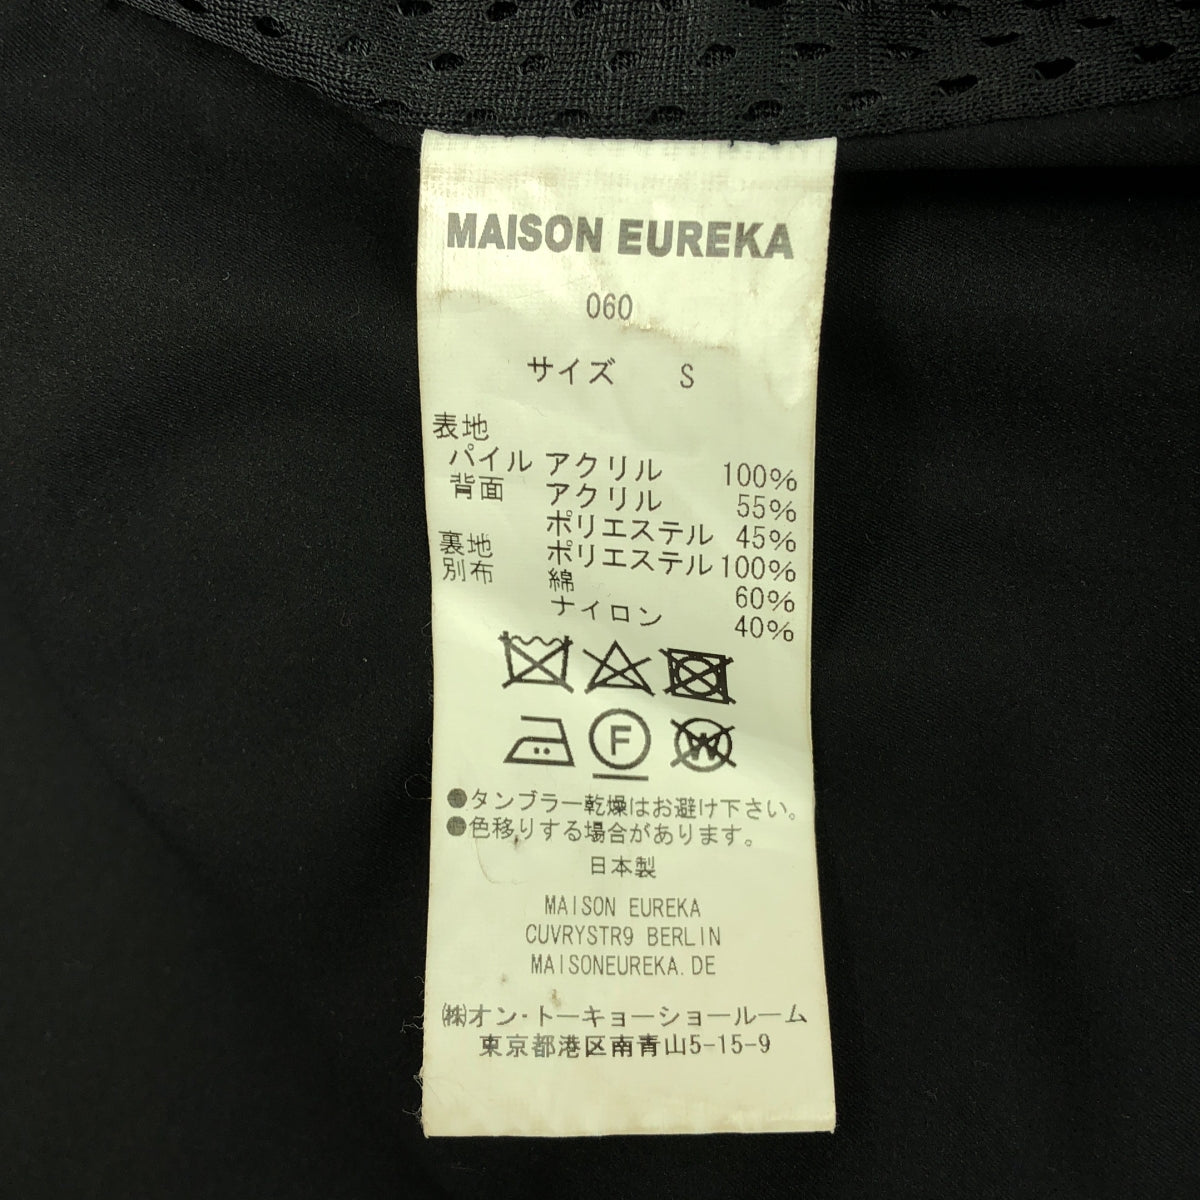 MAISON EUREKA
060
サイズ S
表地
パイル アクリル 100%
背面 アクリル 55%
ポリエステル 45%
裏地 ポリエステル 100%
別布 綿 60%
ナイロン 40%
F W
●タンブラー乾燥はお避け下さい。
●色移りする場合があります。
日本製
MAISON EUREKA
CUVRYSTR9 BERLIN
MAISONEUREKA.DE
㈱オン・トーキョーショールーム
東京都港区南青山5-15-9